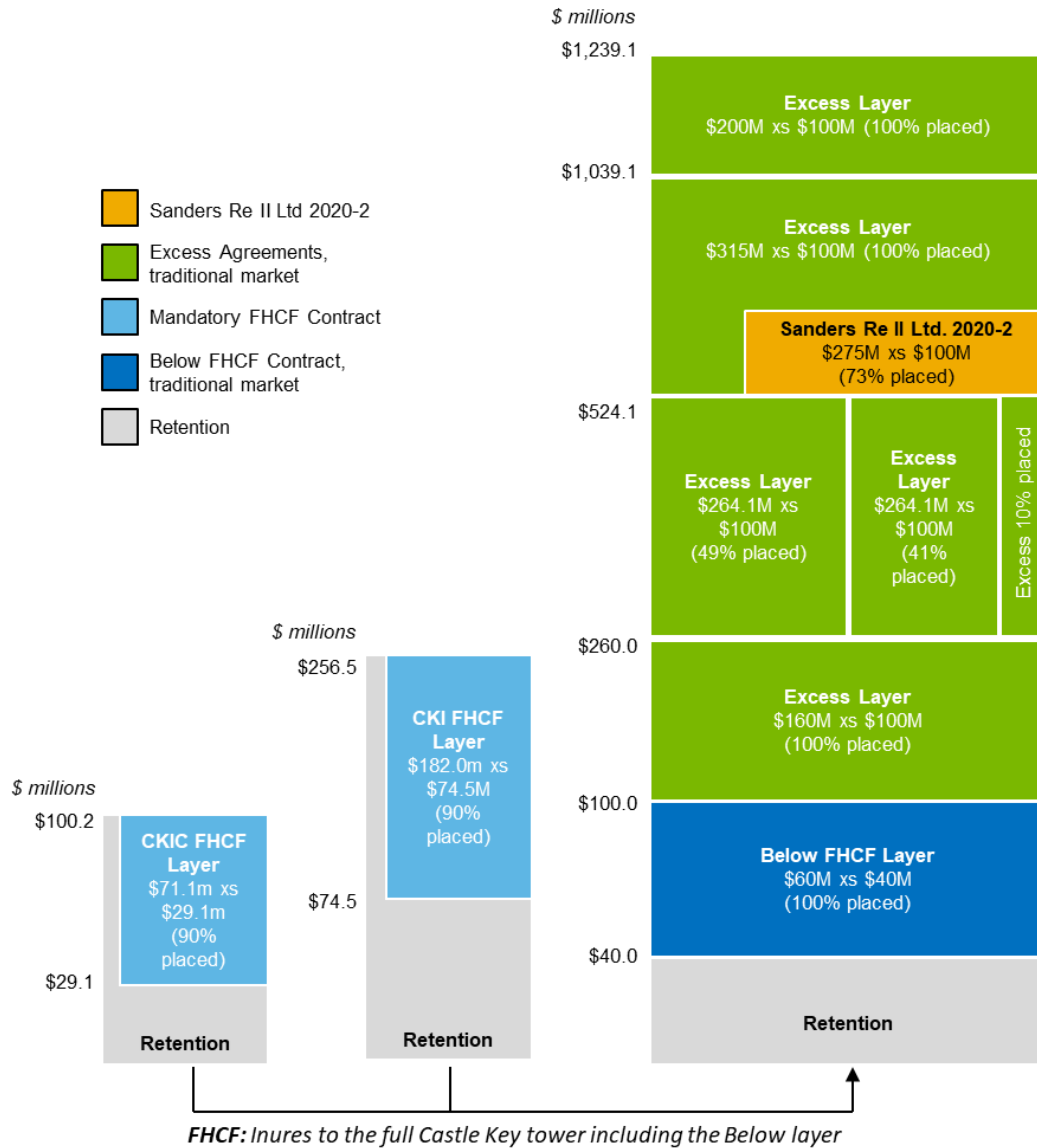 $ millions
$1,239.1
Excess Layer
$200M xs $100M (100% placed)
$1,039.1
Sanders Re II Ltd 2020-2
Excess Agreements,
traditional market
Mandatory FHCF Contract
Below FHCF Contract,
traditional market
Retention
Excess Layer
$315M xs $100M (100% placed)
Sanders Re II Ltd. 2020-2
$275M xs $100M
(73% placed)
$524.1
Excess Layer
$264.1M xs
$100M
(49% placed)
Excess
Layer
$264.1M xs
$100M
(41%
placed)
Excess 10% placed
$ millions
$256.5
CKI FHCF
Layer
$182.0m xs
$74.5M
(90%
placed)
$74.5
Retention
$260.0
Excess Layer
$160M xs $100M
(100% placed)
$ millions
$100.2
CKIC FHCF
Layer
$71.1m xs
$29.1m
(90%
placed)
$29.1
Retention
$100.0
Below FHCF Layer
$60M xs $40M
(100% placed)
$40.0
Retention
FHCF: Inures to the full Castle Key tower including the Below layer